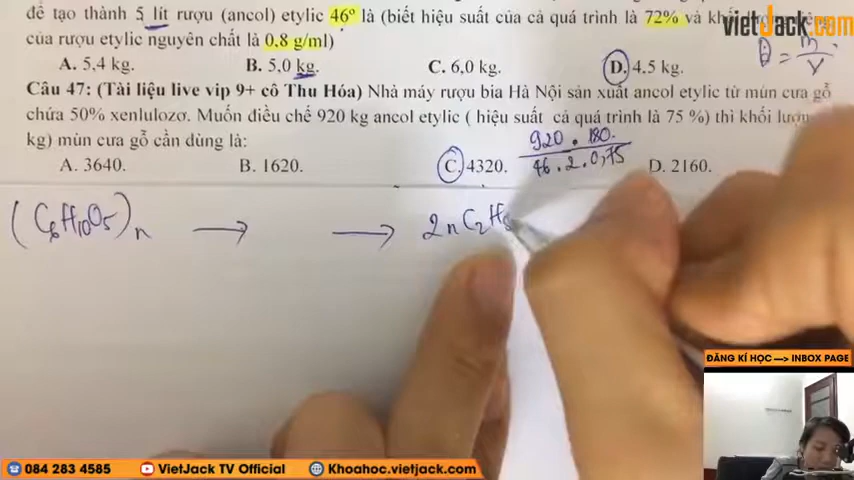 để tạo thành 5 lít rượu (ancol) etylic 46º là (biết hiệu suất của cả quá trình là 72% và khối
của rượu etylic nguyên chất là 0,8 g/ml)
A. 5,4 kg. B. 5,0 kg. C. 6,0 kg. D. 4.5 kg.
Câu 47: (Tài liệu live vip 9+ cô Thu Hóa) Nhà máy rượu bia Hà Nội sản xuất ancol etylic từ mùn cưa gỗ
chứa 50% xenlulozơ. Muốn điều chế 920 kg ancol etylic ( hiệu suất cả quá trình là 75 %) thì khối
kg) mùn cưa gỗ cần dùng là:
920 . 180
46 . 2 . 0,75
A. 3640. B. 1620. C. 4320. D. 2160.
(C6H10O5)n → → 2n C2H5
vietJack.com
ĐĂNG KÍ HỌC —> INBOX PAGE
084 283 4585 VietJack TV Official Khoahoc.vietjack.com